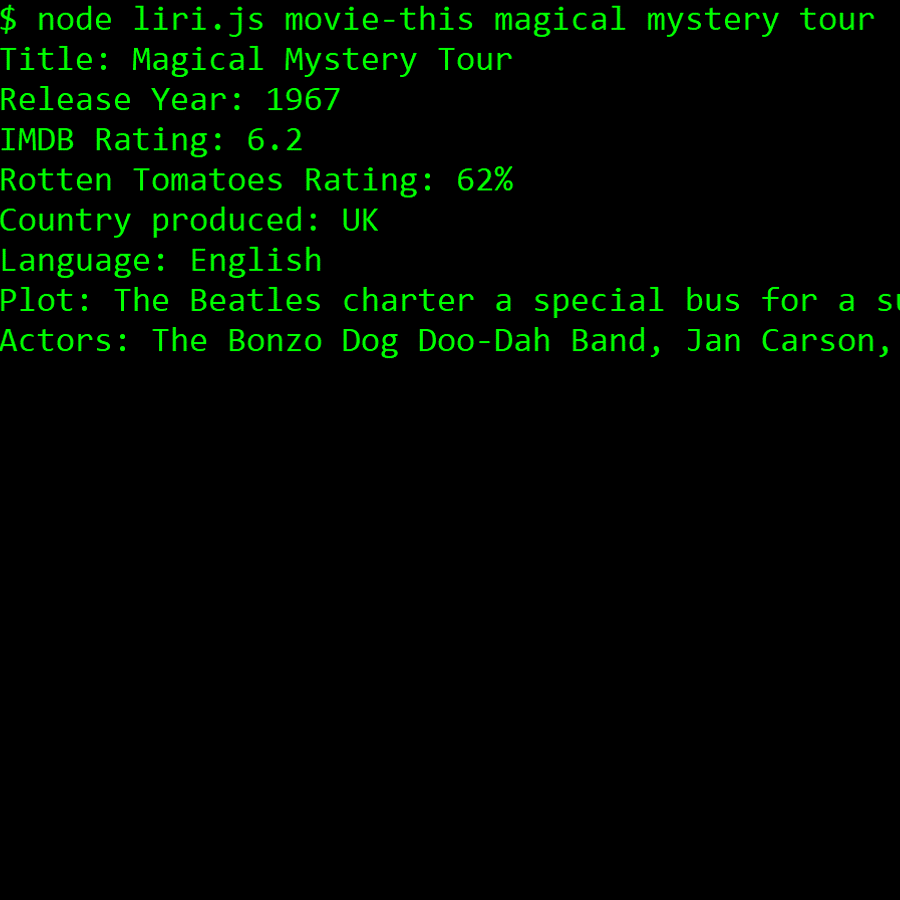 $ node liri.js movie-this magical mystery tour
Title: Magical Mystery Tour
Release Year: 1967
IMDB Rating: 6.2
Rotten Tomatoes Rating: 62%
Country produced: UK
Language: English
Plot: The Beatles charter a special bus for a
Actors: The Bonzo Dog Doo-Dah Band, Jan Carson,